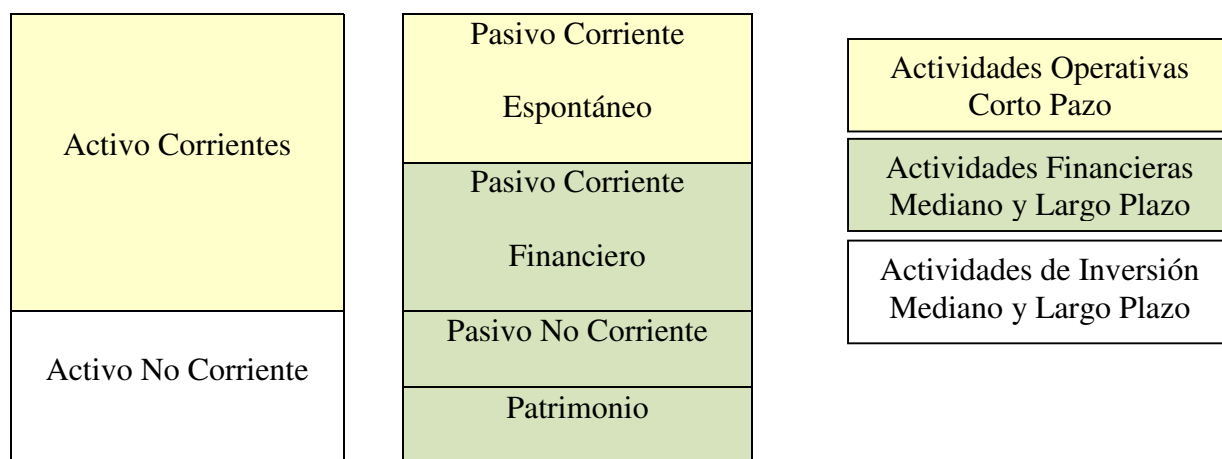 Activo Corrientes
Activo No Corriente
Pasivo Corriente
Espontáneo
Pasivo Corriente
Financiero
Pasivo No Corriente
Patrimonio
Actividades Operativas
Corto Pazo
Actividades Financieras
Mediano y Largo Plazo
Actividades de Inversión
Mediano y Largo Plazo